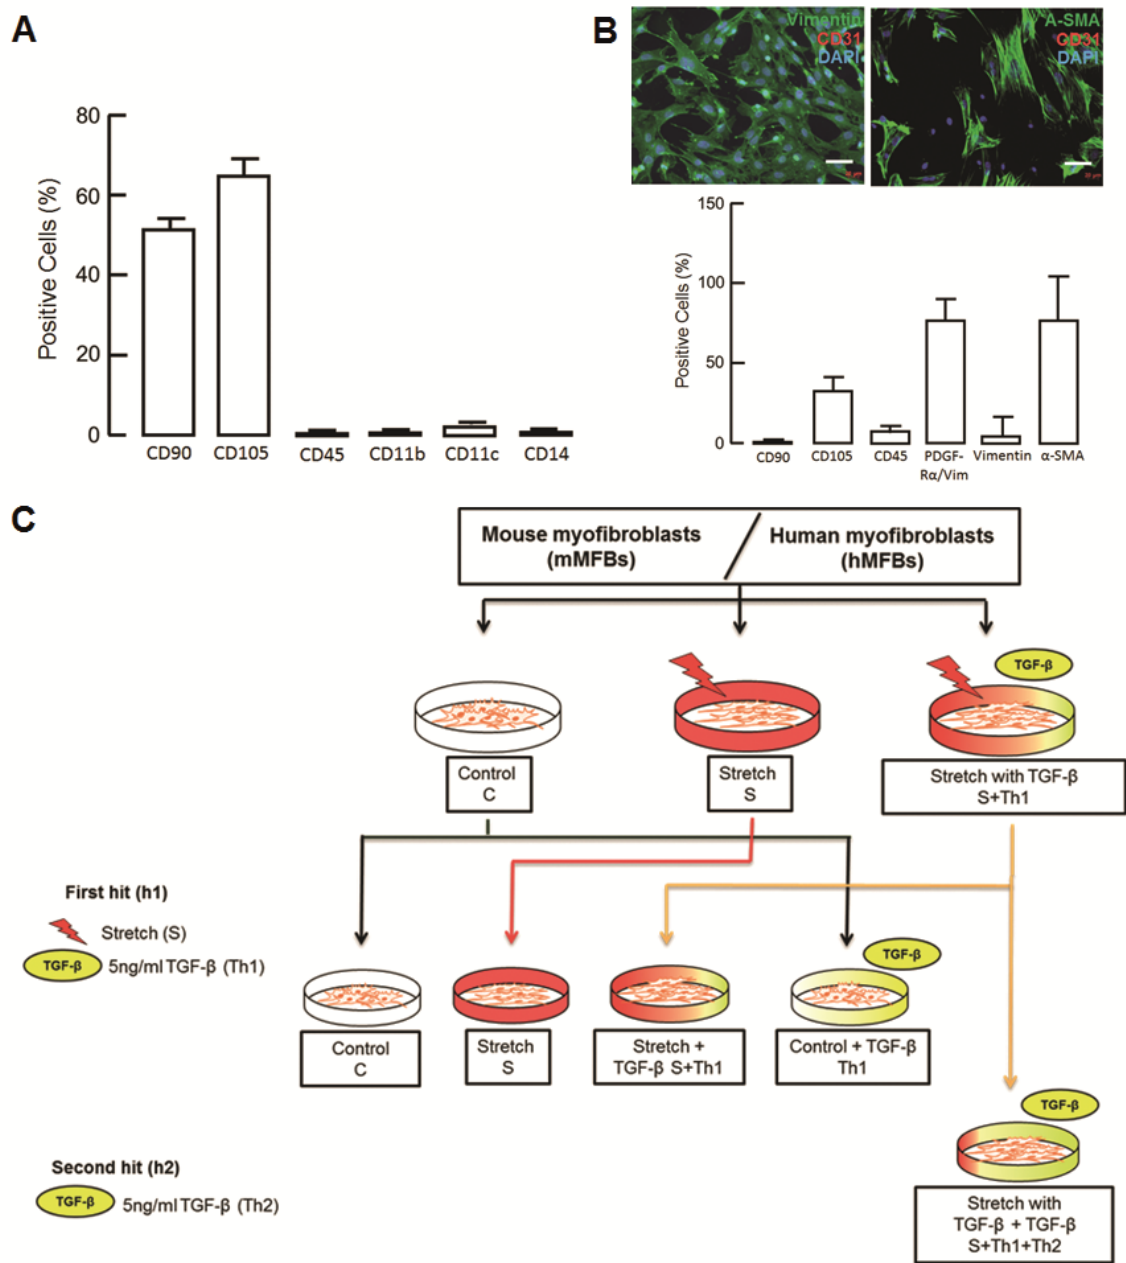 A
Positive Cells (%)
80
60
40
20
0
CD90
CD105
CD45
CD11b
CD11c
CD14
B
Vimentin
CD31
DAPI
A-SMA
CD31
DAPI
Positive Cells (%)
150
100
50
0
CD90
CD105
CD45
PDGF-
Rα/Vim
Vimentin
α-SMA
C
Mouse myofibroblasts
(mMFBs)
Human myofibroblasts
(hMFBs)
TGF-β
Control
C
Stretch
S
Stretch with TGF-β
S+Th1
First hit (h1)
Stretch (S)
TGF-β
5ng/ml TGF-β (Th1)
TGF-β
Control
C
Stretch
S
Stretch +
TGF-β S+Th1
Control + TGF-β
Th1
Second hit (h2)
TGF-β
5ng/ml TGF-β (Th2)
TGF-β
Stretch with
TGF-β + TGF-β
S+Th1+Th2